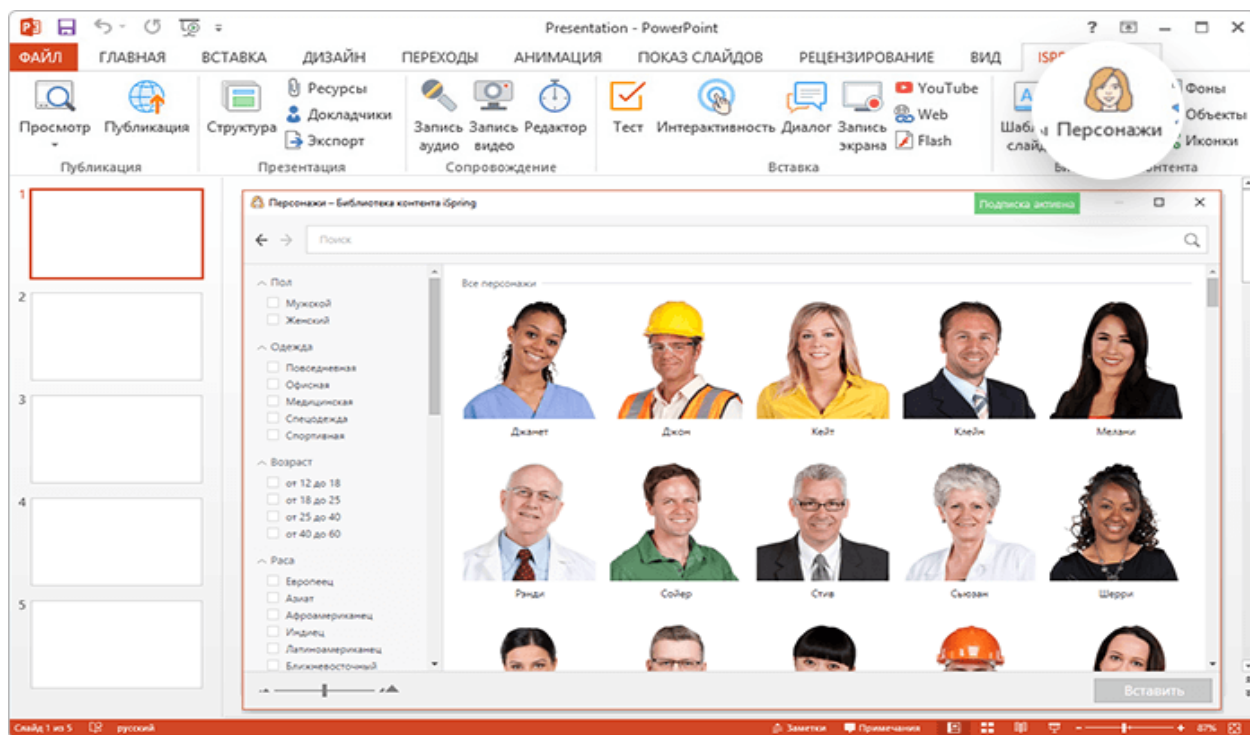 Presentation - PowerPoint
ФАЙЛ ГЛАВНАЯ ВСТАВКА ДИЗАЙН ПЕРЕХОДЫ АНИМАЦИЯ ПОКАЗ СЛАЙДОВ РЕЦЕНЗИРОВАНИЕ ВИД
Просмотр
Публикация
Публикация
Структура
Ресурсы
Докладчики
Экспорт
Презентация
Запись аудио
Запись видео
Редактор
Сопровождение
Тест
Интерактивность
Диалог
Запись экрана
YouTube
Web
Flash
Вставка
Персонажи
Фоны
Объекты
Иконки
1
2
3
4
5
Персонажи – Библиотека контента iSpring
Подписка активна
Поиск
Пол
Мужской
Женский
Одежда
Повседневная
Офисная
Медицинская
Спецодежда
Спортивная
Возраст
от 12 до 18
от 18 до 25
от 25 до 40
от 40 до 60
Раса
Европеец
Азиат
Афроамериканец
Индиец
Латиноамериканец
Ближневосточный
Все персонажи
Джанет Джон Кейт Клейн Мелани
Рэнди Сойер Стив Сьюзан Шерри
Вставить
Слайд 1 из 5 русский Заметки Примечания 87%